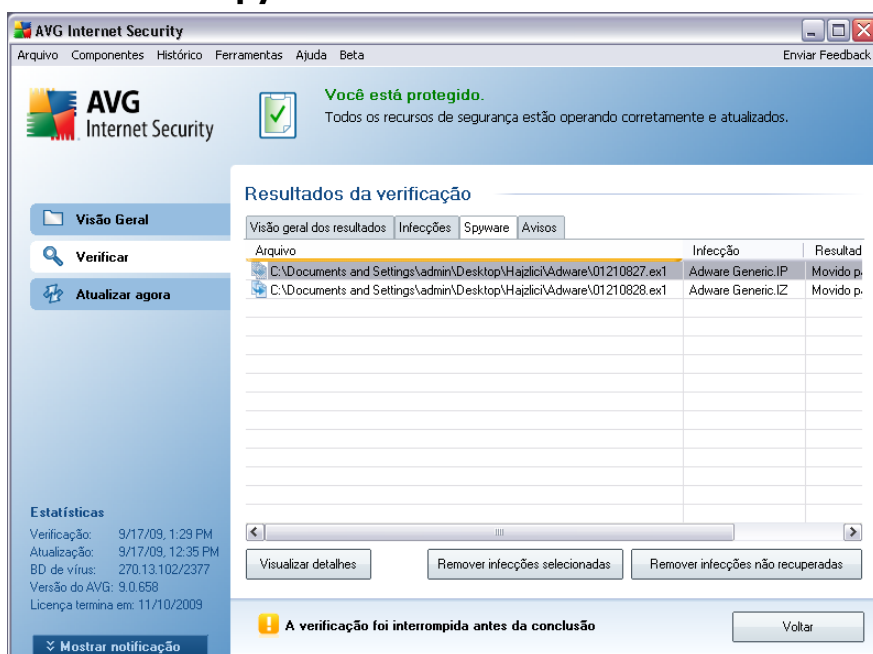 AVG Internet Security
Arquivo Componentes Histórico Ferramentas Ajuda Beta Enviar Feedback
AVG
Internet Security
Você está protegido.
Todos os recursos de segurança estão operando corretamente e atualizados.
Visão Geral
Verificar
Atualizar agora
Resultados da verificação
Visão geral dos resultados Infecções Spyware Avisos
Arquivo Infecção Resultad
C:\Documents and Settings\admin\Desktop\Hajzlici\Adware\01210827.ex1 Adware Generic.IP Movido p
C:\Documents and Settings\admin\Desktop\Hajzlici\Adware\01210828.ex1 Adware Generic.IZ Movido p
Visualizar detalhes Remover infecções selecionadas Remover infecções não recuperadas
Estatísticas
Verificação: 9/17/09, 1:29 PM
Atualização: 9/17/09, 12:35 PM
BD de vírus: 270.13.102/2377
Versão do AVG: 9.0.658
Licença termina em: 11/10/2009
Mostrar notificação
A verificação foi interrompida antes da conclusão
Voltar